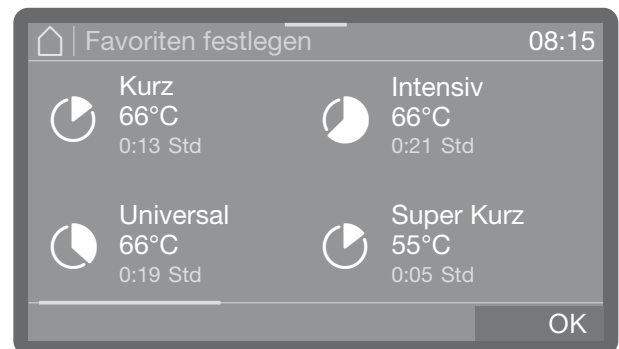 Favoriten festlegen 08:15
Kurz
66°C
0:13 Std
Intensiv
66°C
0:21 Std
Universal
66°C
0:19 Std
Super Kurz
55°C
0:05 Std
OK